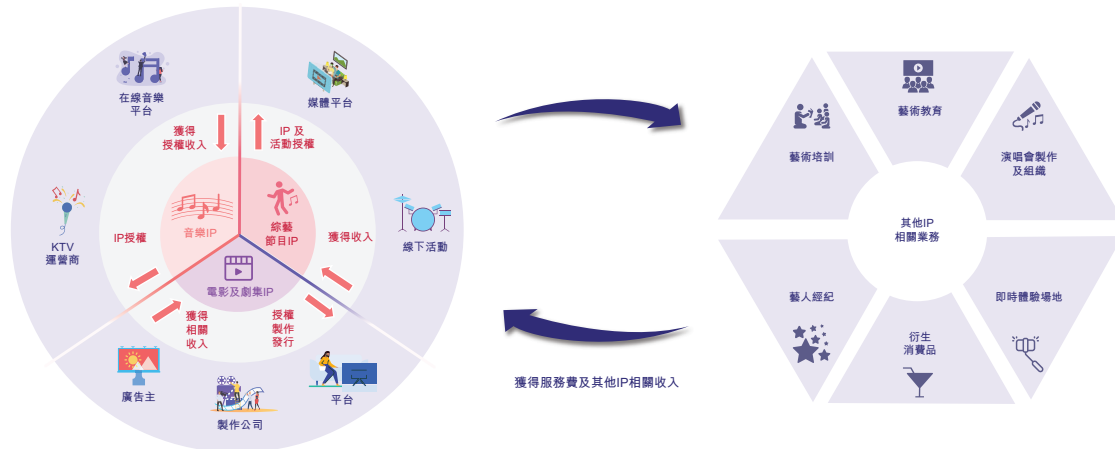 在線音樂
平台
媒體平台
獲得
授權收入
IP 及
活動授權
KTV
運營商
IP授權
音樂IP
綜藝
節目IP
獲得收入
線下活動
電影及劇集IP
獲得
相關
收入
授權
製作
發行
廣告主
製作公司
平台
獲得服務費及其他IP相關收入
藝術教育
藝術培訓
演唱會製作
及組織
其他IP
相關業務
藝人經紀
即時體驗場地
衍生
消費品